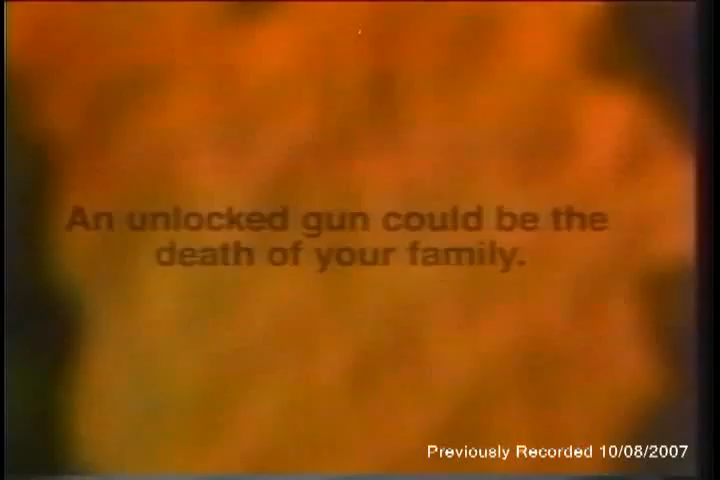 An unlocked gun could be the
death of your family.
Previously Recorded 10/08/2007